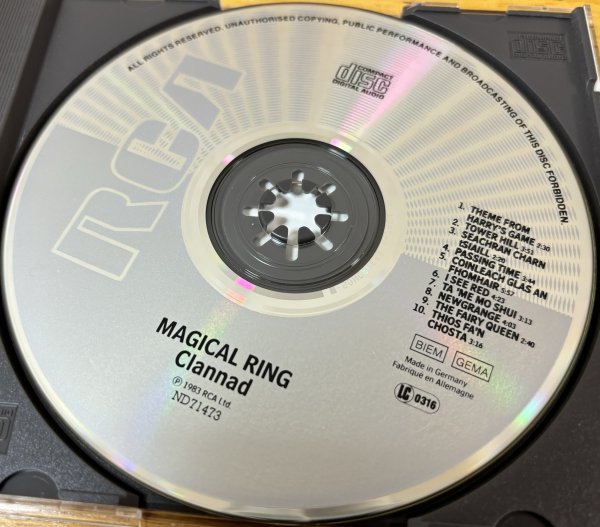 ALL RIGHTS RESERVED. UNAUTHORISED COPYING, PUBLIC PERFORMANCE AND BROADCASTING OF THIS DISC FORBIDDEN.
COMPACT
disc
DIGITAL AUDIO
RCA
1. THEME FROM
HARRY'S GAME 2:30
2. TOWER HILL 3:53
3. SEACHRAN CHARN
TSIAIL 2:28
4. PASSING TIME 3:44
5. COINLEACH GLAS AN
FHOMHAIR 5:57
6. I SEE RED 4:23
7. TA 'ME MO SHUI 3:13
8. NEWGRANGE 4:03
9. THE FAIRY QUEEN 2:40
10. THIOS FA'N
CHOSTA 3:16
BIEM GEMA
Made in Germany
Fabriqué en Allemagne
LC 0316
MAGICAL RING
Clannad
Ⓟ 1983 RCA Ltd.
ND71473
disc